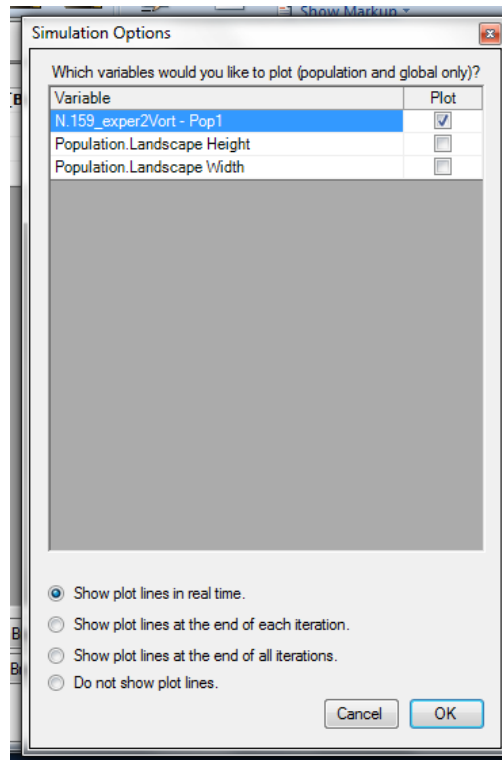 Show Markup
Simulation Options
Which variables would you like to plot (population and global only)?
Variable Plot
N.159_exper2Vort - Pop1
Population.Landscape Height
Population.Landscape Width
Show plot lines in real time.
Show plot lines at the end of each iteration.
Show plot lines at the end of all iterations.
Do not show plot lines.
Cancel OK